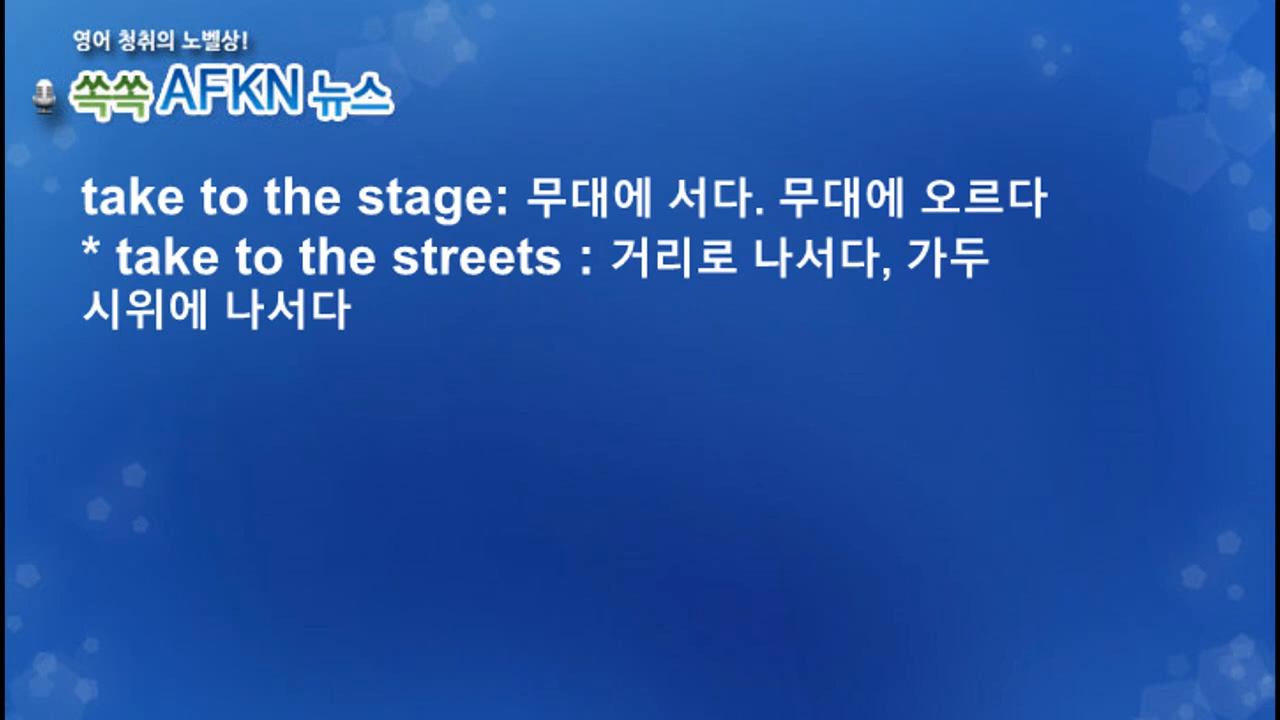 영어 청취의 노벨상!
쏙쏙 AFKN 뉴스
take to the stage: 무대에 서다. 무대에 오르다
* take to the streets : 거리로 나서다, 가두
시위에 나서다